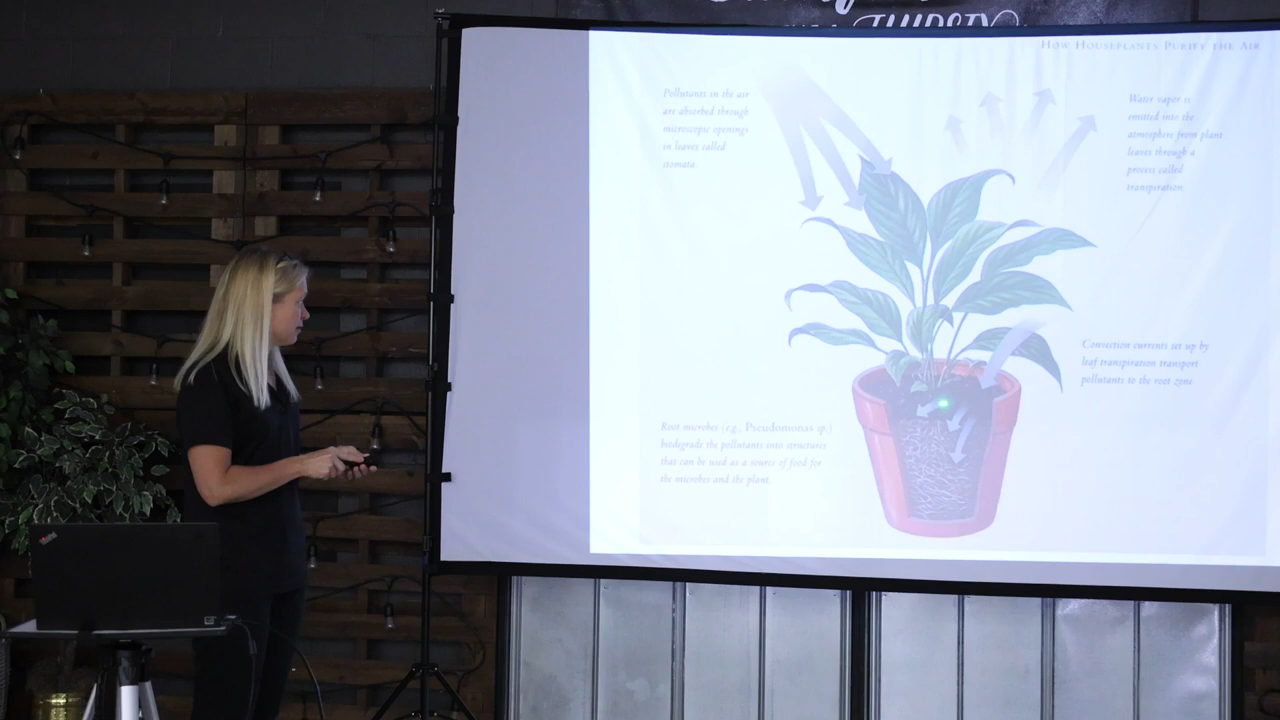 THIRSTY
HOW HOUSEPLANTS PURIFY THE AIR
Pollutants in the air
are absorbed through
microscopic openings
in leaves called
stomata.
Water vapor is
emitted into the
atmosphere from plant
leaves through a
process called
transpiration
Convection currents set up by
leaf transpiration transport
pollutants to the root zone
Root microbes (e.g., Pseudomonas sp.)
biodegrade the pollutants into structures
that can be used as a source of food for
the microbes and the plant.